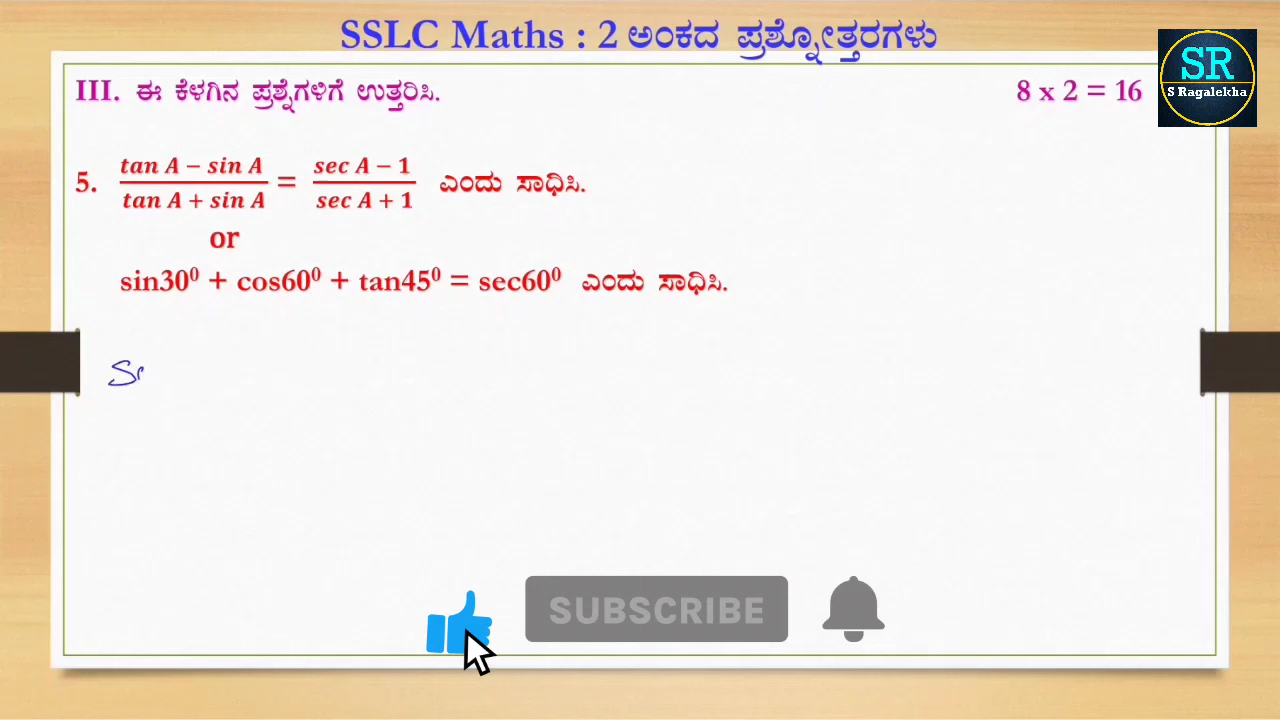 SSLC Maths : 2 ಅಂಕದ ಪ್ರಶ್ನೋತ್ತರಗಳು
SR
S Ragalekha
III. ಈ ಕೆಳಗಿನ ಪ್ರಶ್ನೆಗಳಿಗೆ ಉತ್ತರಿಸಿ. 8 x 2 = 16
5. (tan A − sin A)/(tan A + sin A) = (sec A − 1)/(sec A + 1) ಎಂದು ಸಾಧಿಸಿ.
or
sin30⁰ + cos60⁰ + tan45⁰ = sec60⁰ ಎಂದು ಸಾಧಿಸಿ.
SUBSCRIBE